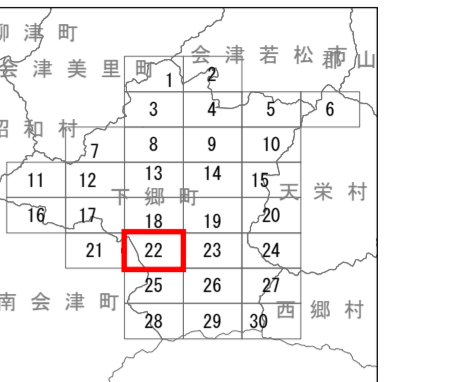 柳津町
会津若松市
郡山
会津美里町
1 2
3 4 5 6
昭和村
7 8 9 10
11 12 13 14 15
天栄村
下郷町
16 17 18 19 20
21 22 23 24
25 26 27
南会津町
西郷村
28 29 30